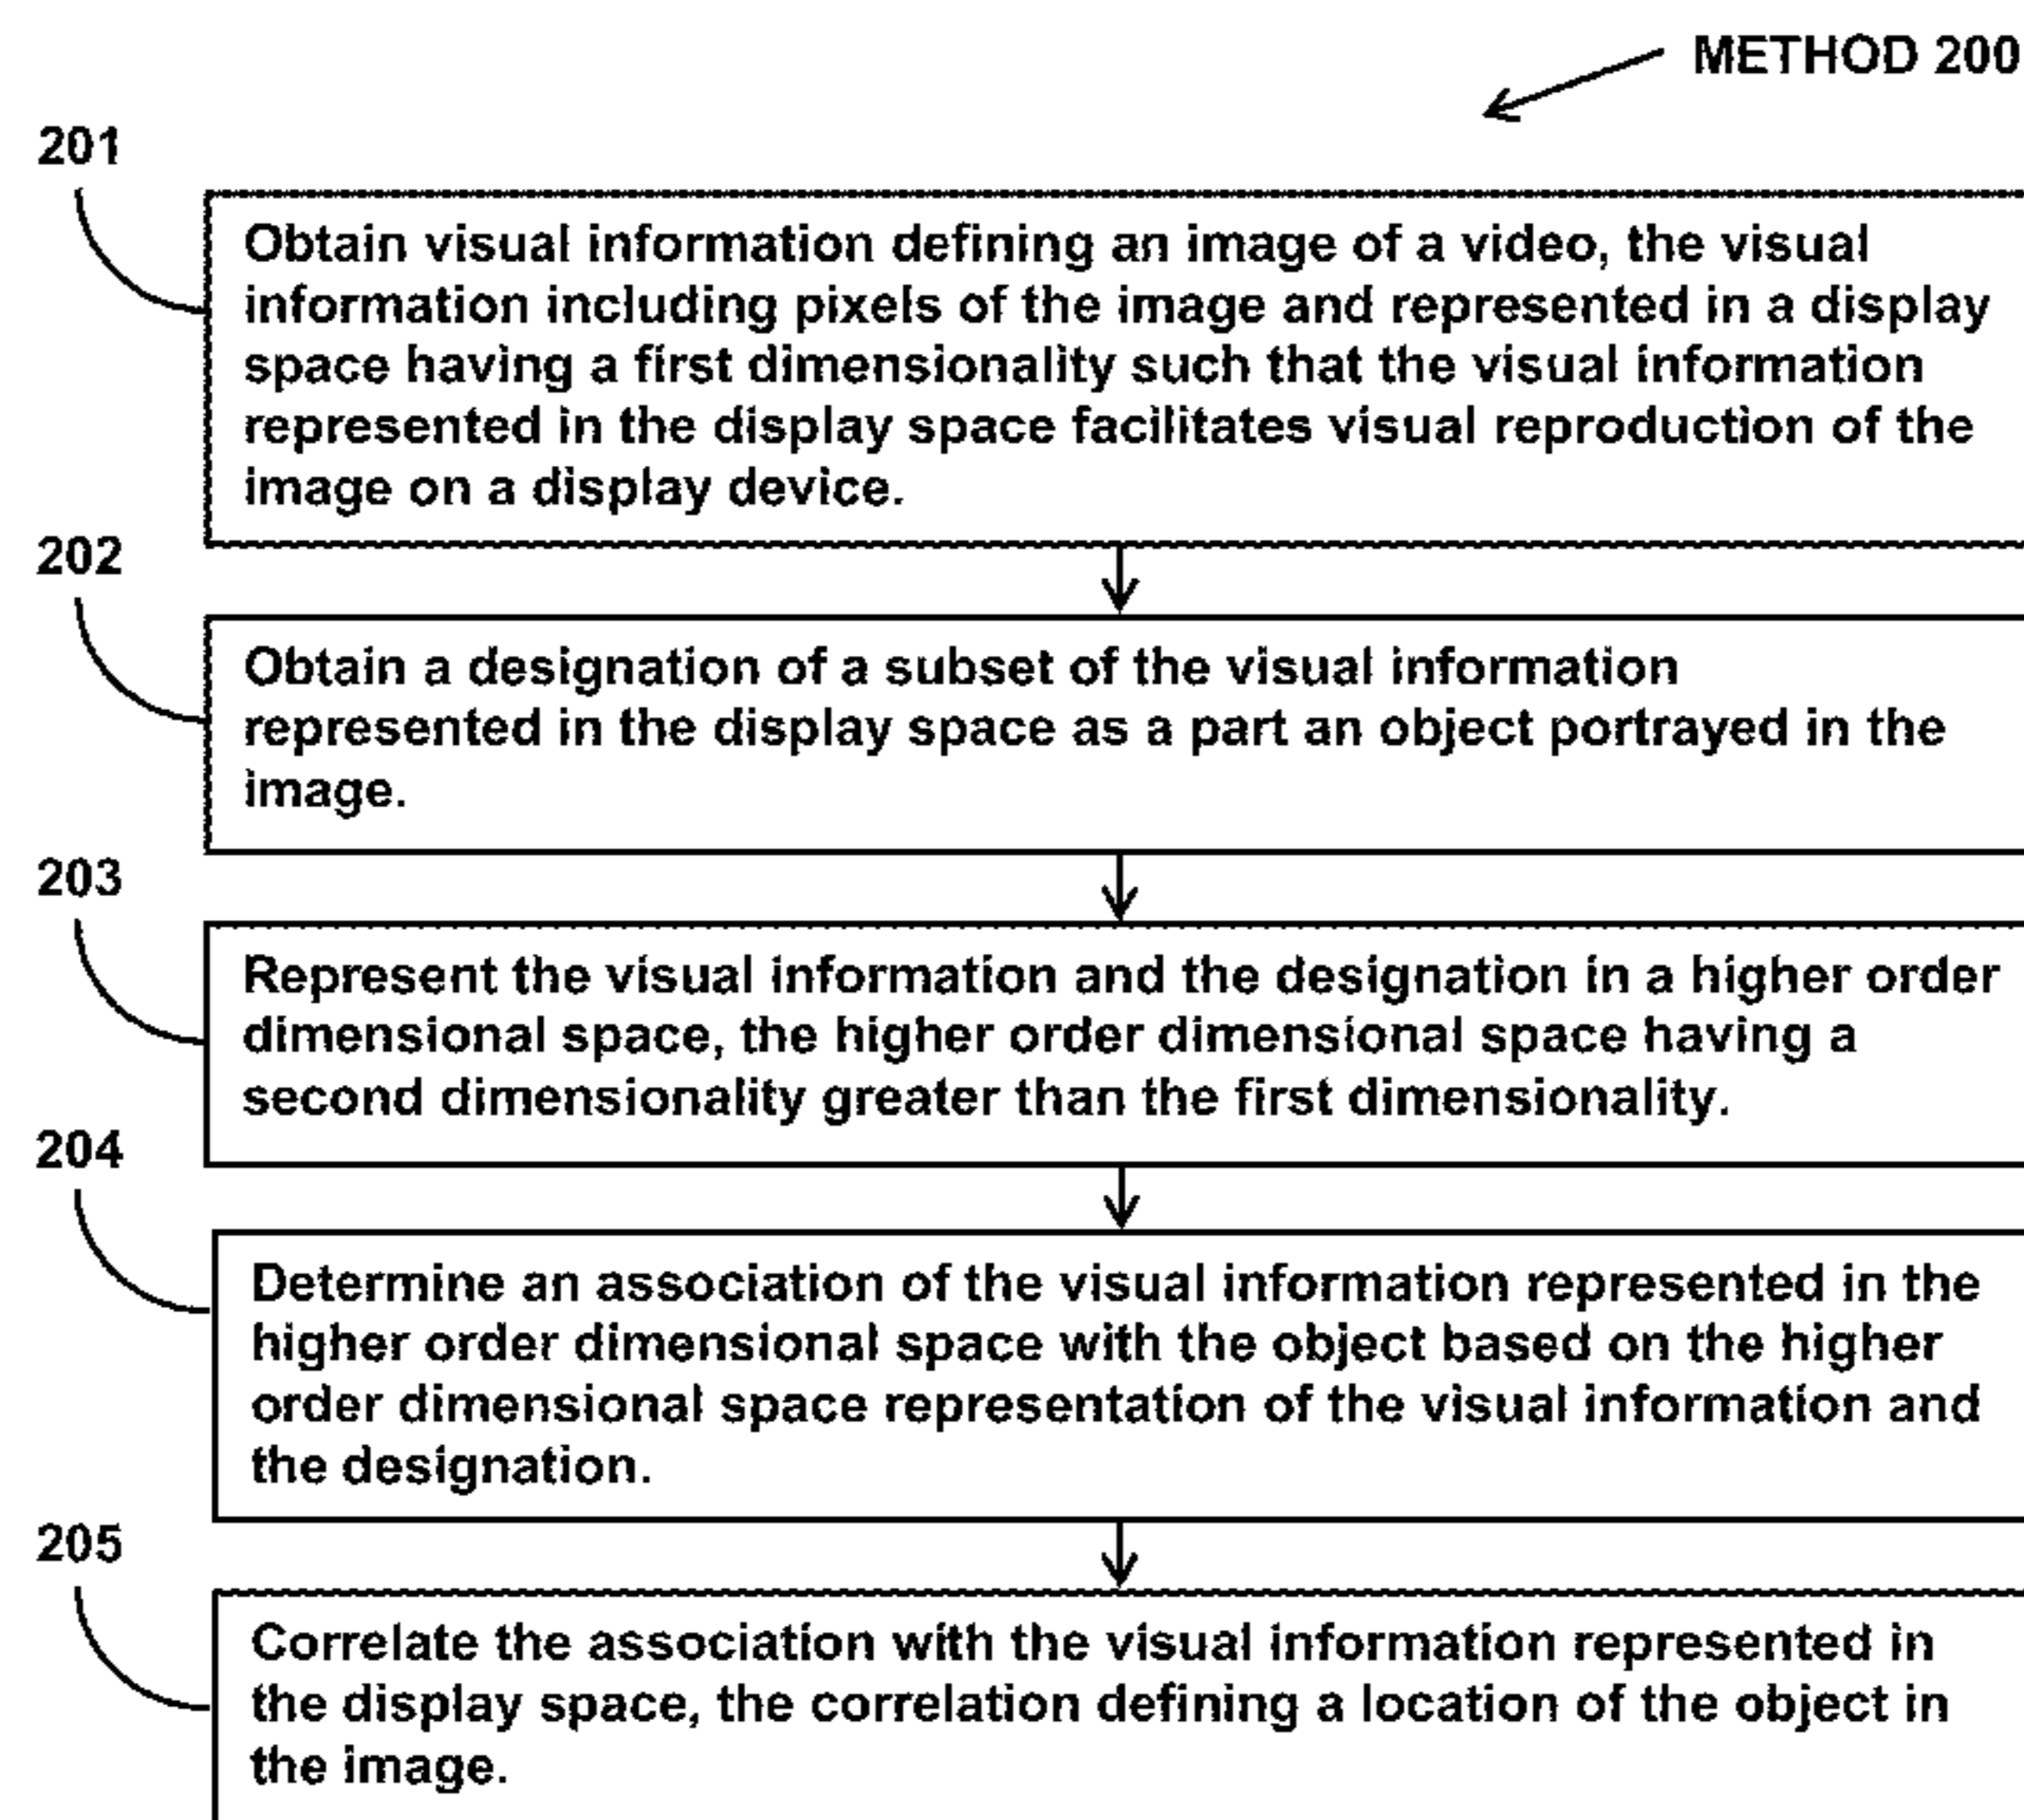 METHOD 200
201
Obtain visual information defining an image of a video, the visual
information including pixels of the image and represented in a display
space having a first dimensionality such that the visual information
represented in the display space facilitates visual reproduction of the
image on a display device.
202
Obtain a designation of a subset of the visual information
represented in the display space as a part an object portrayed in the
image.
203
Represent the visual information and the designation in a higher order
dimensional space, the higher order dimensional space having a
second dimensionality greater than the first dimensionality.
204
Determine an association of the visual information represented in the
higher order dimensional space with the object based on the higher
order dimensional space representation of the visual information and
the designation.
205
Correlate the association with the visual information represented in
the display space, the correlation defining a location of the object in
the image.